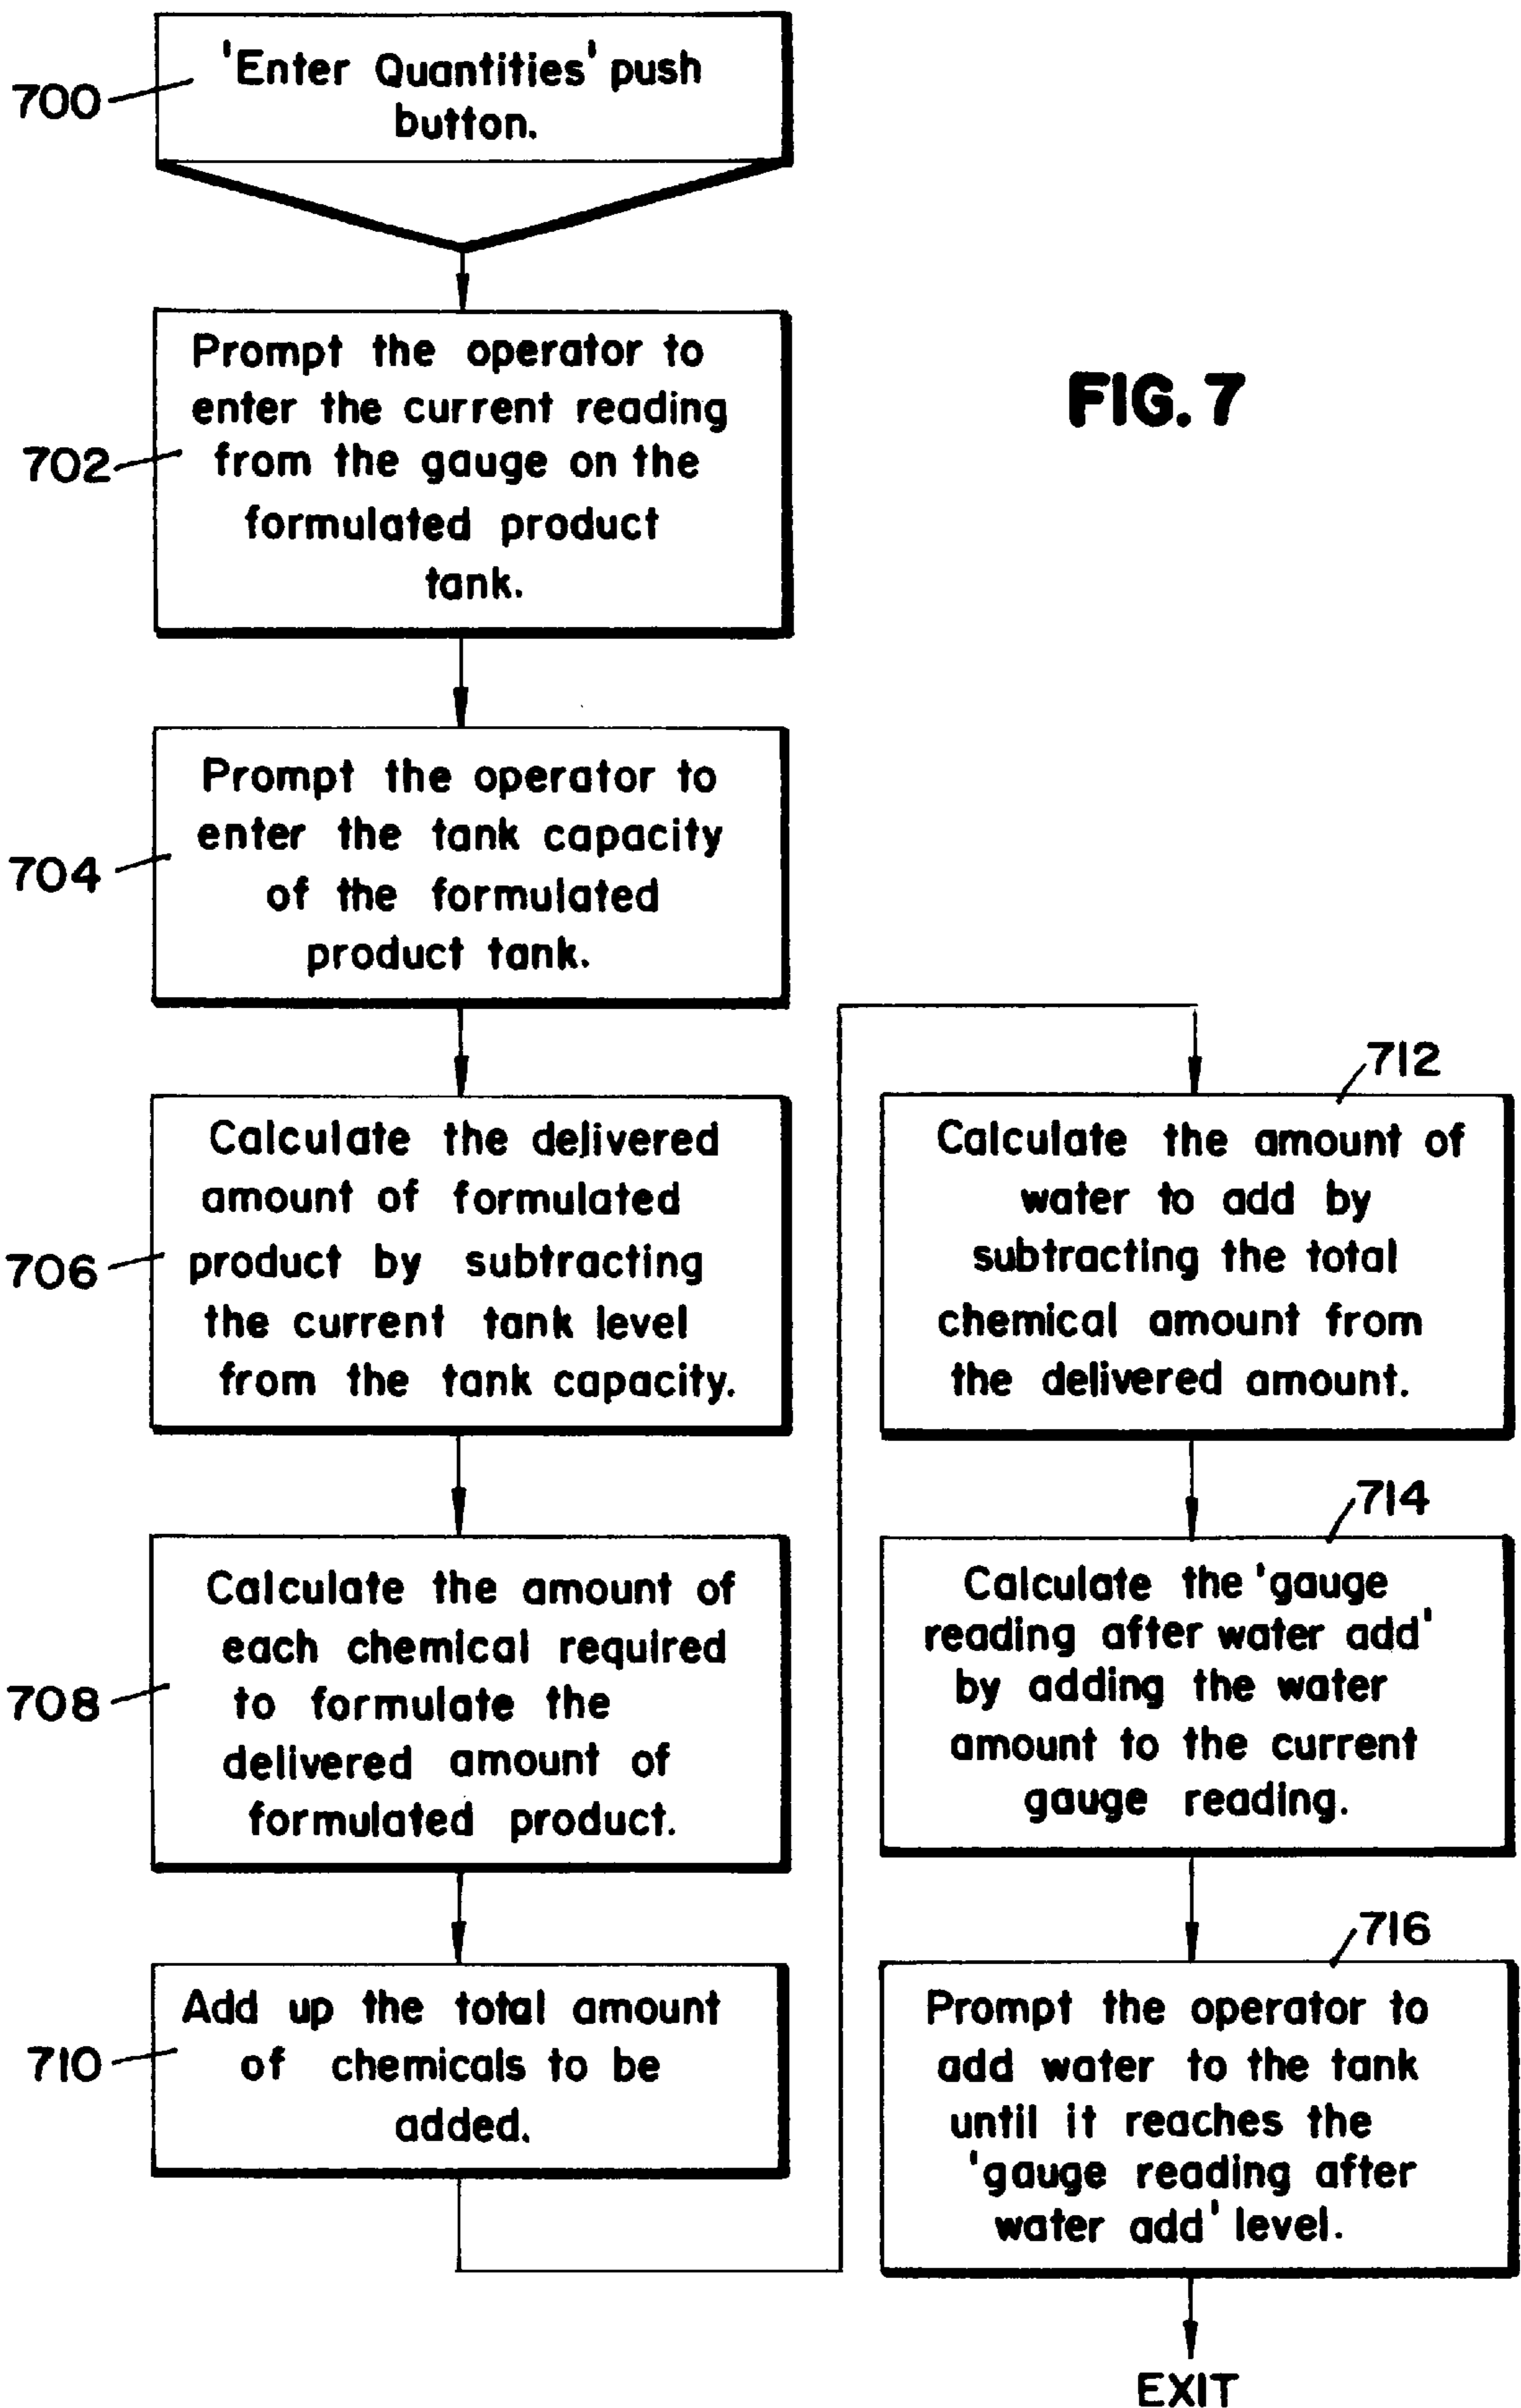 'Enter Quantities' push
button.
700
Prompt the operator to
enter the current reading
from the gauge on the
formulated product
tank.
702
FIG. 7
Prompt the operator to
enter the tank capacity
of the formulated
product tank.
704
Calculate the delivered
amount of formulated
product by subtracting
the current tank level
from the tank capacity.
706
Calculate the amount of
each chemical required
to formulate the
delivered amount of
formulated product.
708
Add up the total amount
of chemicals to be
added.
710
712
Calculate the amount of
water to add by
subtracting the total
chemical amount from
the delivered amount.
714
Calculate the 'gauge
reading after water add'
by adding the water
amount to the current
gauge reading.
716
Prompt the operator to
add water to the tank
until it reaches the
'gauge reading after
water add' level.
EXIT